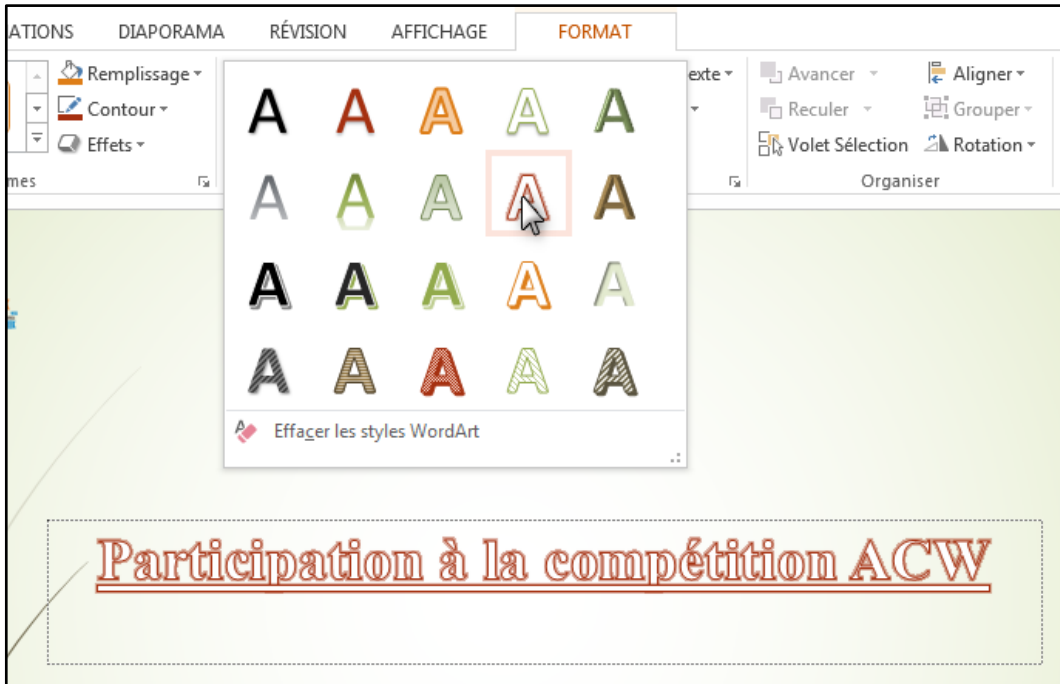 ATIONS DIAPORAMA RÉVISION AFFICHAGE FORMAT
Remplissage
Contour
Effets
mes
exte
Avancer Aligner
Reculer Grouper
Volet Sélection Rotation
Organiser
A A A A A
A A A A A
A A A A A
A A A A A
Effacer les styles WordArt
Participation à la compétition ACW